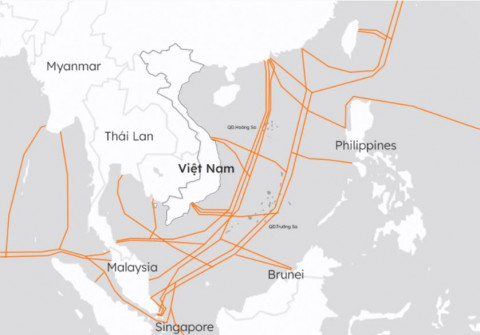 Myanmar
QĐ.Hoàng Sa
Thái Lan
Philippines
Việt Nam
QĐ.Trường Sa
Malaysia
Brunei
Singapore